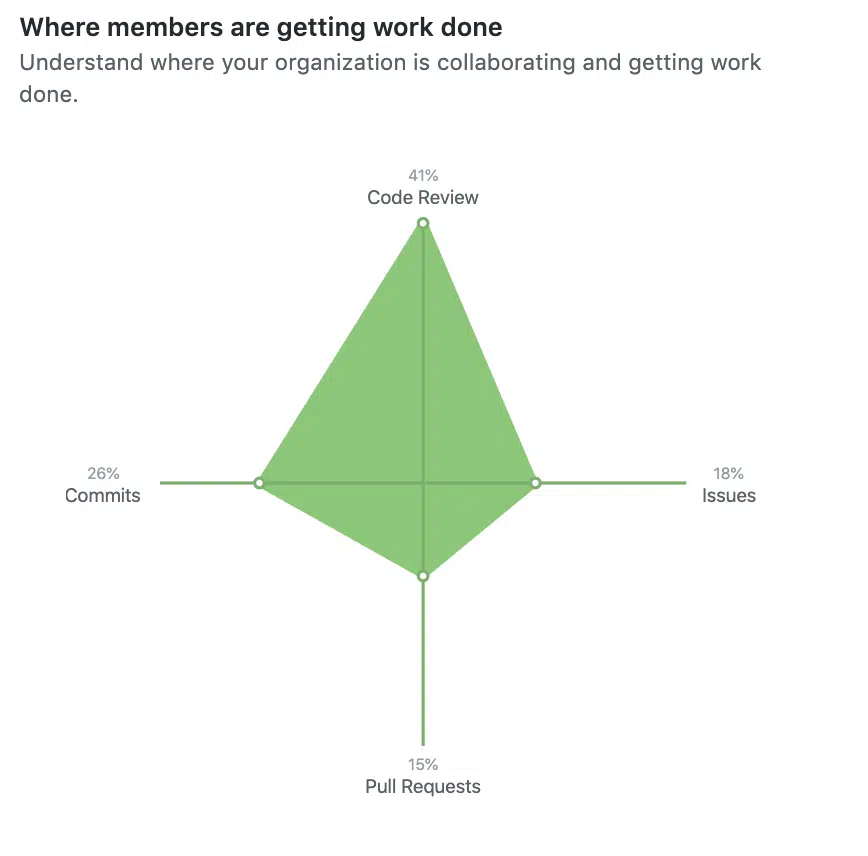 Where members are getting work done
Understand where your organization is collaborating and getting work
done.
41%
Code Review
26%
Commits
18%
Issues
15%
Pull Requests